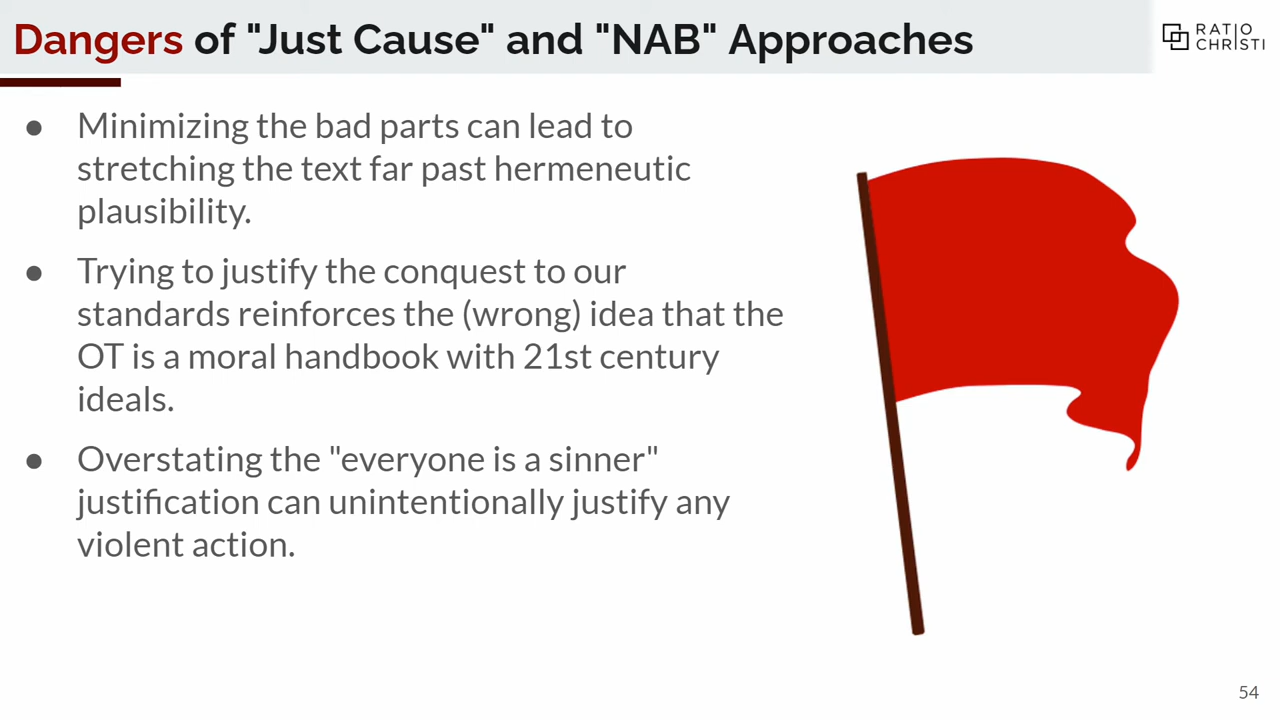 Dangers of "Just Cause" and "NAB" Approaches
RATIO
CHRISTI
● Minimizing the bad parts can lead to
stretching the text far past hermeneutic
plausibility.
● Trying to justify the conquest to our
standards reinforces the (wrong) idea that the
OT is a moral handbook with 21st century
ideals.
● Overstating the "everyone is a sinner"
justification can unintentionally justify any
violent action.
54